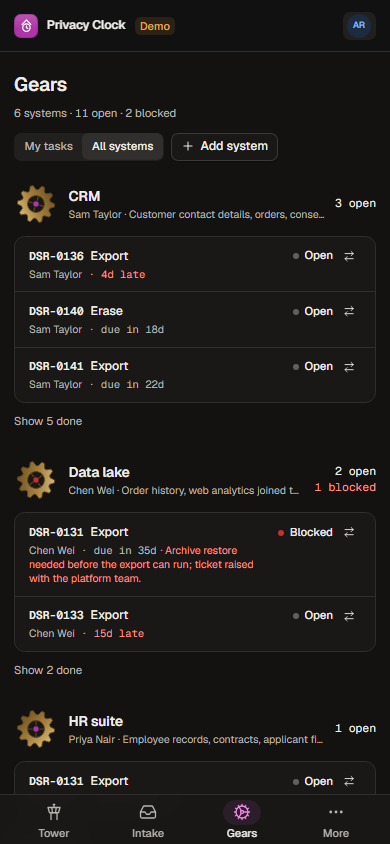 Privacy Clock Demo AR
Gears
6 systems · 11 open · 2 blocked
My tasks All systems + Add system
CRM 3 open
Sam Taylor · Customer contact details, orders, conse…
DSR-0136 Export Open
Sam Taylor · 4d late
DSR-0140 Erase Open
Sam Taylor · due in 18d
DSR-0141 Export Open
Sam Taylor · due in 22d
Show 5 done
Data lake 2 open
Chen Wei · Order history, web analytics joined t… 1 blocked
DSR-0131 Export Blocked
Chen Wei · due in 35d · Archive restore
needed before the export can run; ticket raised
with the platform team.
DSR-0133 Export Open
Chen Wei · 15d late
Show 2 done
HR suite 1 open
Priya Nair · Employee records, contracts, applicant fi…
DSR-0131 Export Open
Tower Intake Gears More